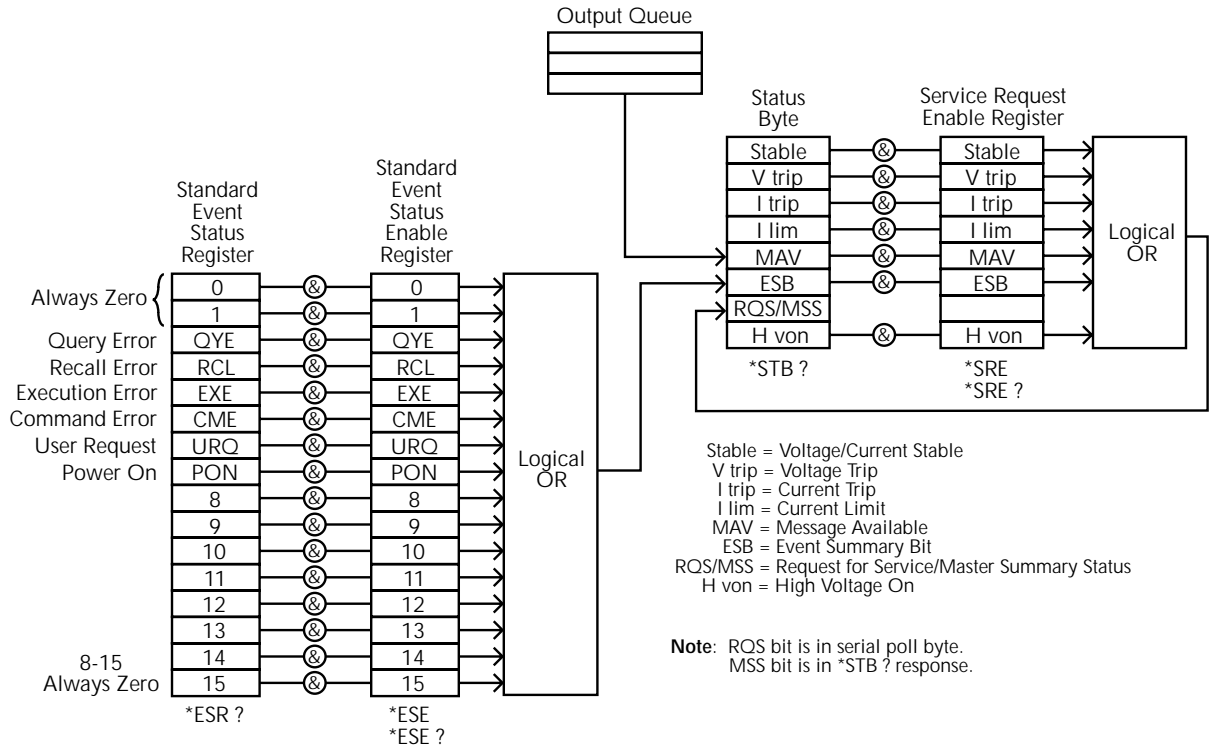 Output Queue
Status
Byte
Service Request
Enable Register
Stable & Stable
V trip & V trip
I trip & I trip
I lim & I lim
MAV & MAV
ESB & ESB
RQS/MSS
H von & H von
Logical
OR
*STB ?
*SRE
*SRE ?
Standard
Event
Status
Register
Standard
Event
Status
Enable
Register
Always Zero
0 & 0
1 & 1
Query Error QYE & QYE
Recall Error RCL & RCL
Execution Error EXE & EXE
Command Error CME & CME
User Request URQ & URQ
Power On PON & PON
8 & 8
9 & 9
10 & 10
11 & 11
12 & 12
13 & 13
14 & 14
15 & 15
8-15
Always Zero
Logical
OR
*ESR ?
*ESE
*ESE ?
Stable = Voltage/Current Stable
V trip = Voltage Trip
I trip = Current Trip
I lim = Current Limit
MAV = Message Available
ESB = Event Summary Bit
RQS/MSS = Request for Service/Master Summary Status
H von = High Voltage On
Note: RQS bit is in serial poll byte.
MSS bit is in *STB ? response.